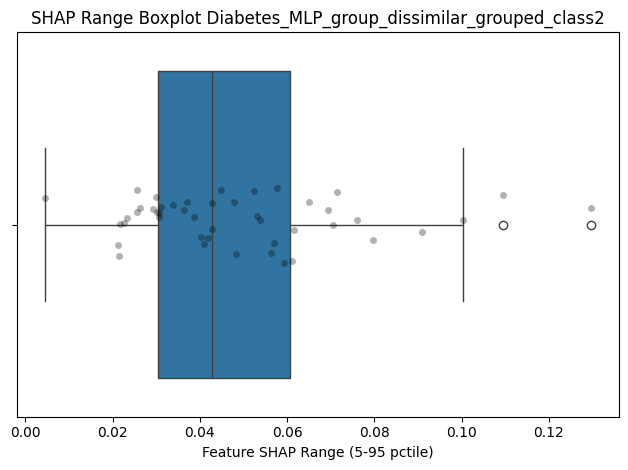 SHAP Range Boxplot Diabetes_MLP_group_dissimilar_grouped_class2
0.00 0.02 0.04 0.06 0.08 0.10 0.12
Feature SHAP Range (5-95 pctile)